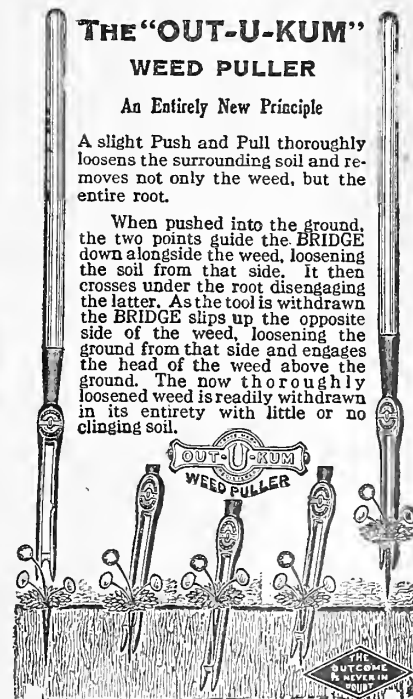 THE "OUT-U-KUM"
WEED PULLER
An Entirely New Principle
A slight Push and Pull thoroughly
loosens the surrounding soil and re-
moves not only the weed, but the
entire root.
When pushed into the ground,
the two points guide the BRIDGE
down alongside the weed, loosening
the soil from that side. It then
crosses under the root disengaging
the latter. As the tool is withdrawn
the BRIDGE slips up the opposite
side of the weed, loosening the
ground from that side and engages
the head of the weed above the
ground. The now thoroughly
loosened weed is readily withdrawn
in its entirety with little or no
clinging soil.
OUT-U-KUM
WEED PULLER
THE
OUTCOME
IS NEVER IN
DOUBT